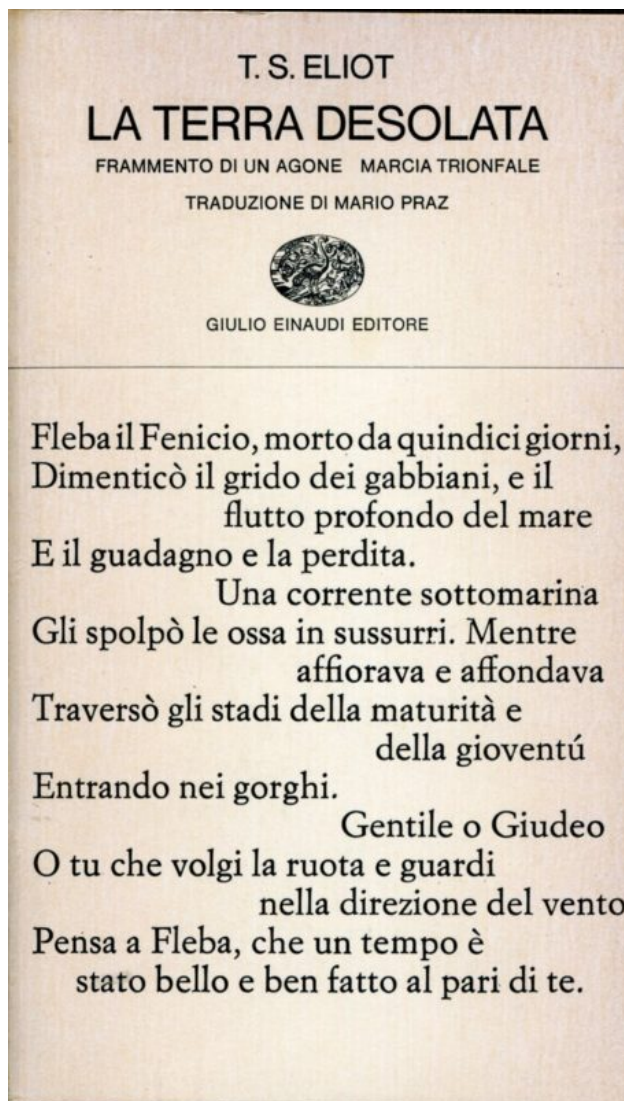 T. S. ELIOT
LA TERRA DESOLATA
FRAMMENTO DI UN AGONE MARCIA TRIONFALE
TRADUZIONE DI MARIO PRAZ
GIULIO EINAUDI EDITORE
Fleba il Fenicio, morto da quindici giorni,
Dimenticò il grido dei gabbiani, e il
flutto profondo del mare
E il guadagno e la perdita.
Una corrente sottomarina
Gli spolpò le ossa in sussurri. Mentre
affiorava e affondava
Traversò gli stadi della maturità e
della gioventú
Entrando nei gorghi.
Gentile o Giudeo
O tu che volgi la ruota e guardi
nella direzione del vento
Pensa a Fleba, che un tempo è
stato bello e ben fatto al pari di te.